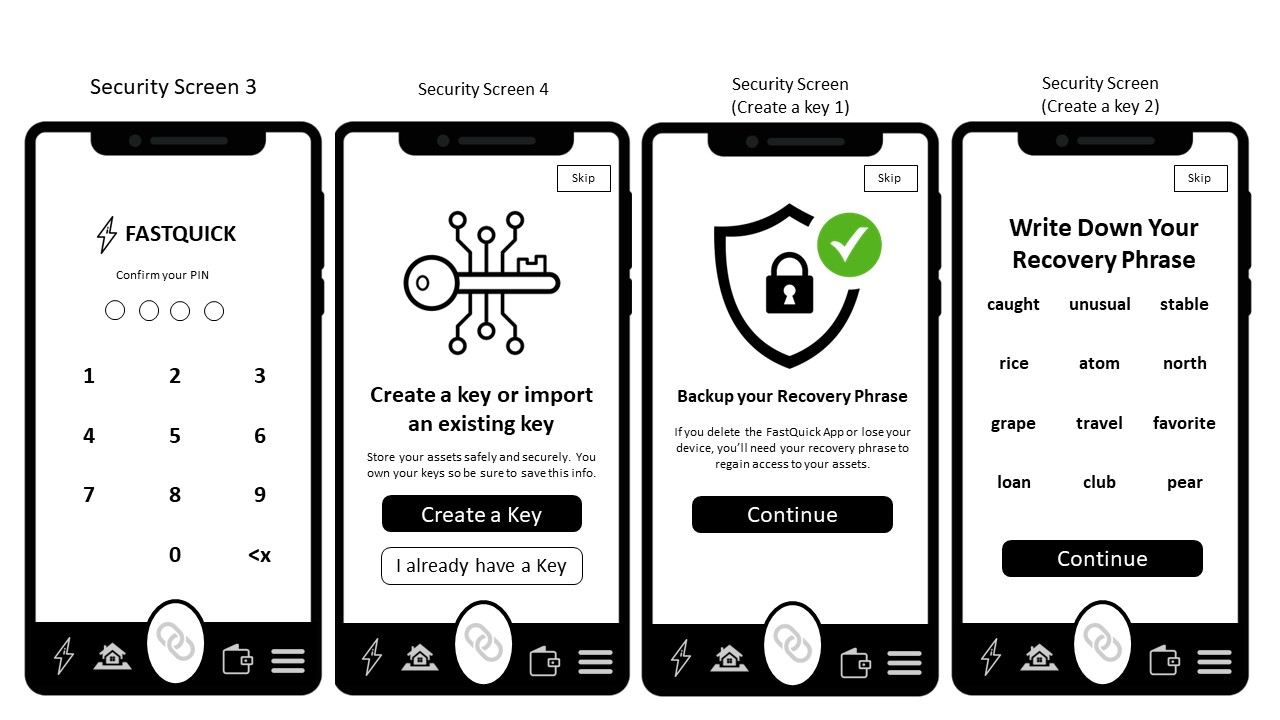 Security Screen 3
FASTQUICK
Confirm your PIN
1 2 3
4 5 6
7 8 9
0 <x
Security Screen 4
Skip
Create a key or import
an existing key
Store your assets safely and securely. You
own your keys so be sure to save this info.
Create a Key
I already have a Key
Security Screen
(Create a key 1)
Skip
Backup your Recovery Phrase
If you delete the FastQuick App or lose your
device, you'll need your recovery phrase to
regain access to your assets.
Continue
Security Screen
(Create a key 2)
Skip
Write Down Your
Recovery Phrase
caught unusual stable
rice atom north
grape travel favorite
loan club pear
Continue